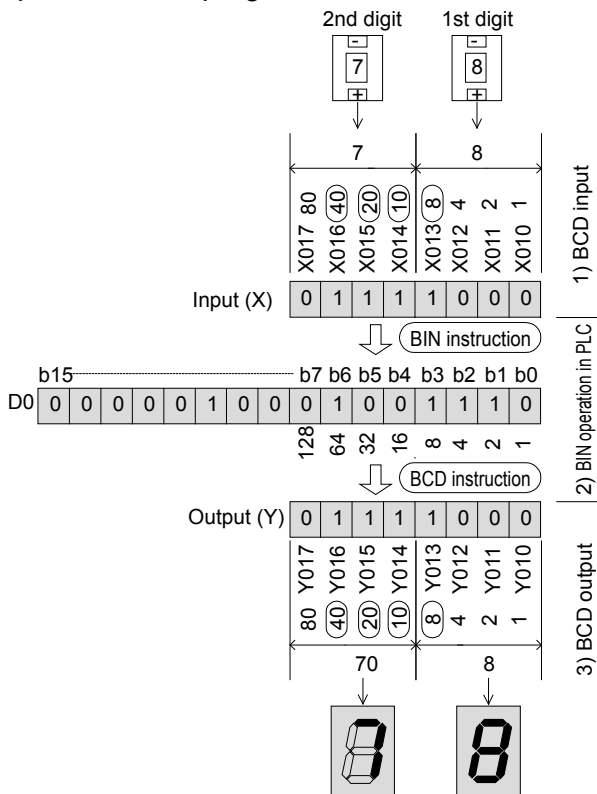 2nd digit 1st digit
- -
7 8
+ +
7 8
80 40 20 10 8 4 2 1
X017 X016 X015 X014 X013 X012 X011 X010
1) BCD input
Input (X) 0 1 1 1 1 0 0 0
BIN instruction
b15 b7 b6 b5 b4 b3 b2 b1 b0
D0 0 0 0 0 0 1 0 0 0 1 0 0 1 1 1 0
128 64 32 16 8 4 2 1
2) BIN operation in PLC
BCD instruction
Output (Y) 0 1 1 1 1 0 0 0
Y017 Y016 Y015 Y014 Y013 Y012 Y011 Y010
80 40 20 10 8 4 2 1
3) BCD output
70 8
7 8